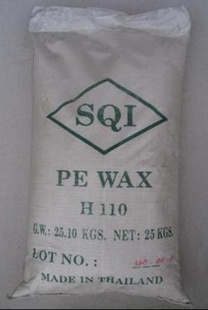 SQI
PE WAX
H 110
G.W.: 25.10 KGS. NET: 25 KGS.
LOT NO.:
MADE IN THAILAND